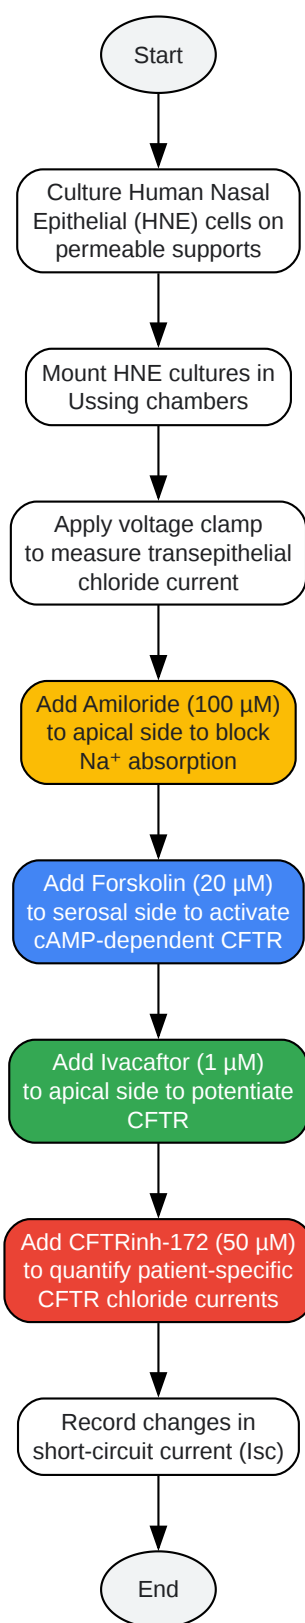 Start
Culture Human Nasal
Epithelial (HNE) cells on
permeable supports
Mount HNE cultures in
Ussing chambers
Apply voltage clamp
to measure transepithelial
chloride current
Add Amiloride (100 µM)
to apical side to block
Na⁺ absorption
Add Forskolin (20 µM)
to serosal side to activate
cAMP-dependent CFTR
Add Ivacaftor (1 µM)
to apical side to potentiate
CFTR
Add CFTRinh-172 (50 µM)
to quantify patient-specific
CFTR chloride currents
Record changes in
short-circuit current (Isc)
End